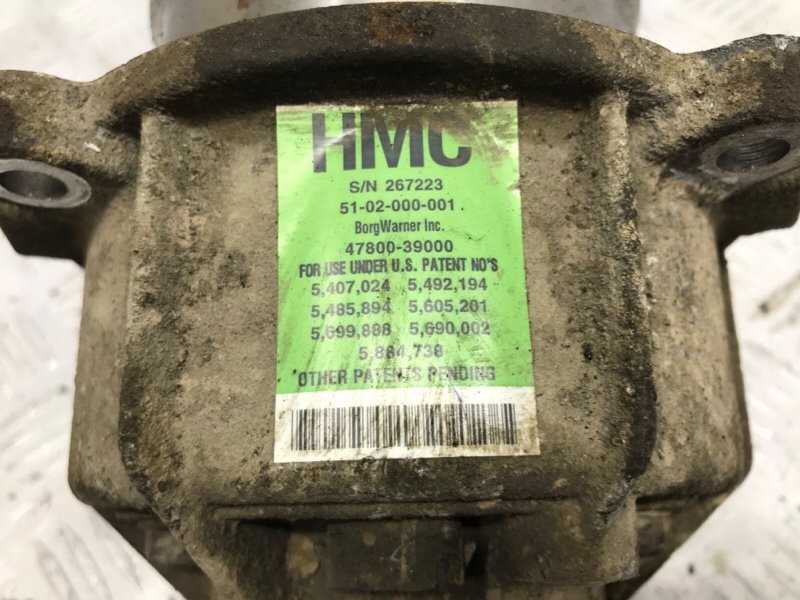 HMC
S/N 267223
51-02-000-001
BorgWarner Inc.
47800-39000
FOR USE UNDER U.S. PATENT NO'S
5,407,024 5,492,194
5,485,894 5,605,201
5,699,888 5,690,002
5,884,738
OTHER PATENTS PENDING